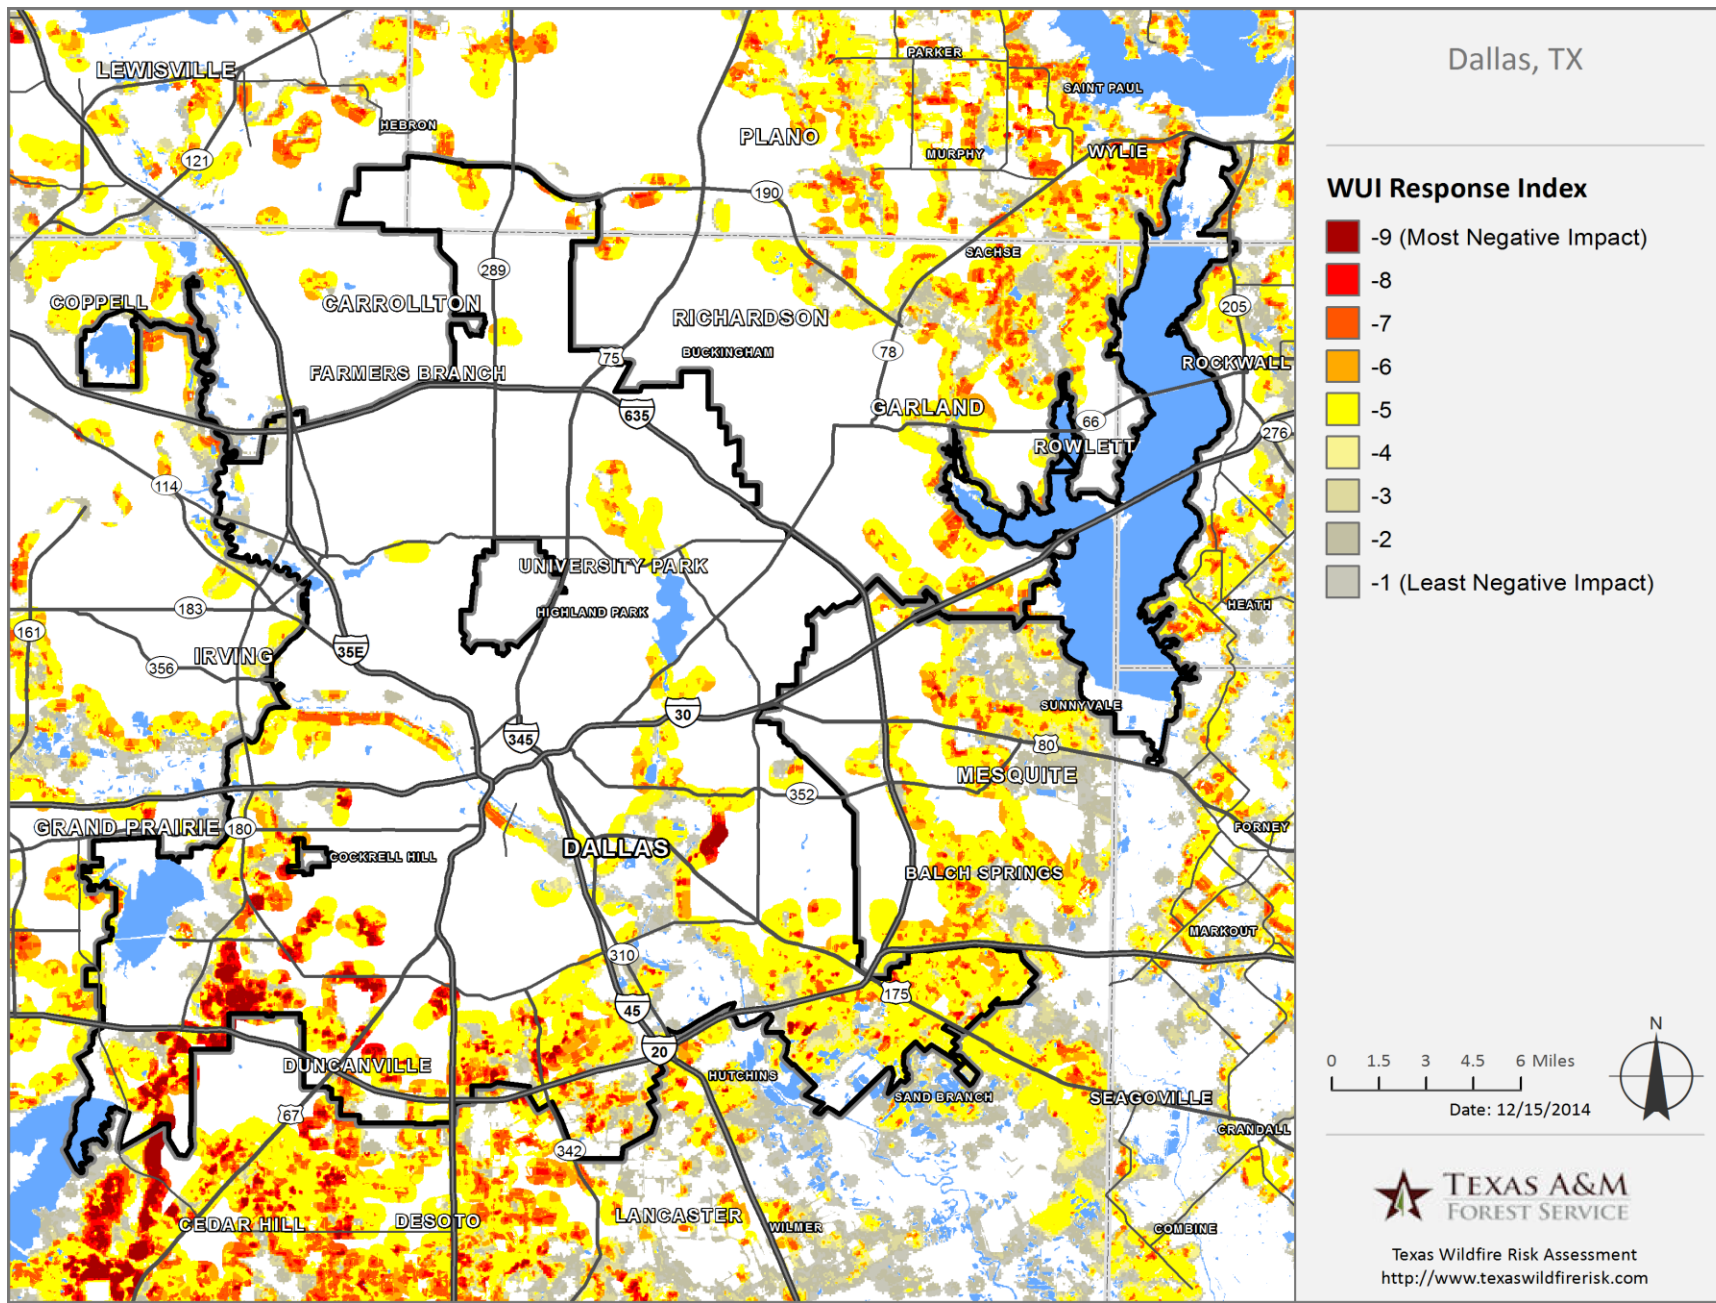 LEWISVILLE
PARKER
SAINT PAUL
HEBRON
PLANO
121
MURPHY
WYLIE
190
289
SACHSE
COPPELL
CARROLLTON
RICHARDSON
205
75
BUCKINGHAM
78
ROCKWALL
FARMERS BRANCH
635
GARLAND
66
276
ROWLETT
114
UNIVERSITY PARK
183
HIGHLAND PARK
HEATH
161
35E
356
IRVING
30
SUNNYVALE
345
80
MESQUITE
352
GRAND PRAIRIE
180
FORNEY
COCKRELL HILL
DALLAS
BALCH SPRINGS
MARKOUT
310
175
45
20
DUNCANVILLE
HUTCHINS
SAND BRANCH
SEAGOVILLE
67
CRANDALL
342
CEDAR HILL
DESOTO
LANCASTER
WILMER
COMBINE
Dallas, TX
WUI Response Index
-9 (Most Negative Impact)
-8
-7
-6
-5
-4
-3
-2
-1 (Least Negative Impact)
N
0 1.5 3 4.5 6 Miles
Date: 12/15/2014
TEXAS A&M
FOREST SERVICE
Texas Wildfire Risk Assessment
http://www.texaswildfirerisk.com